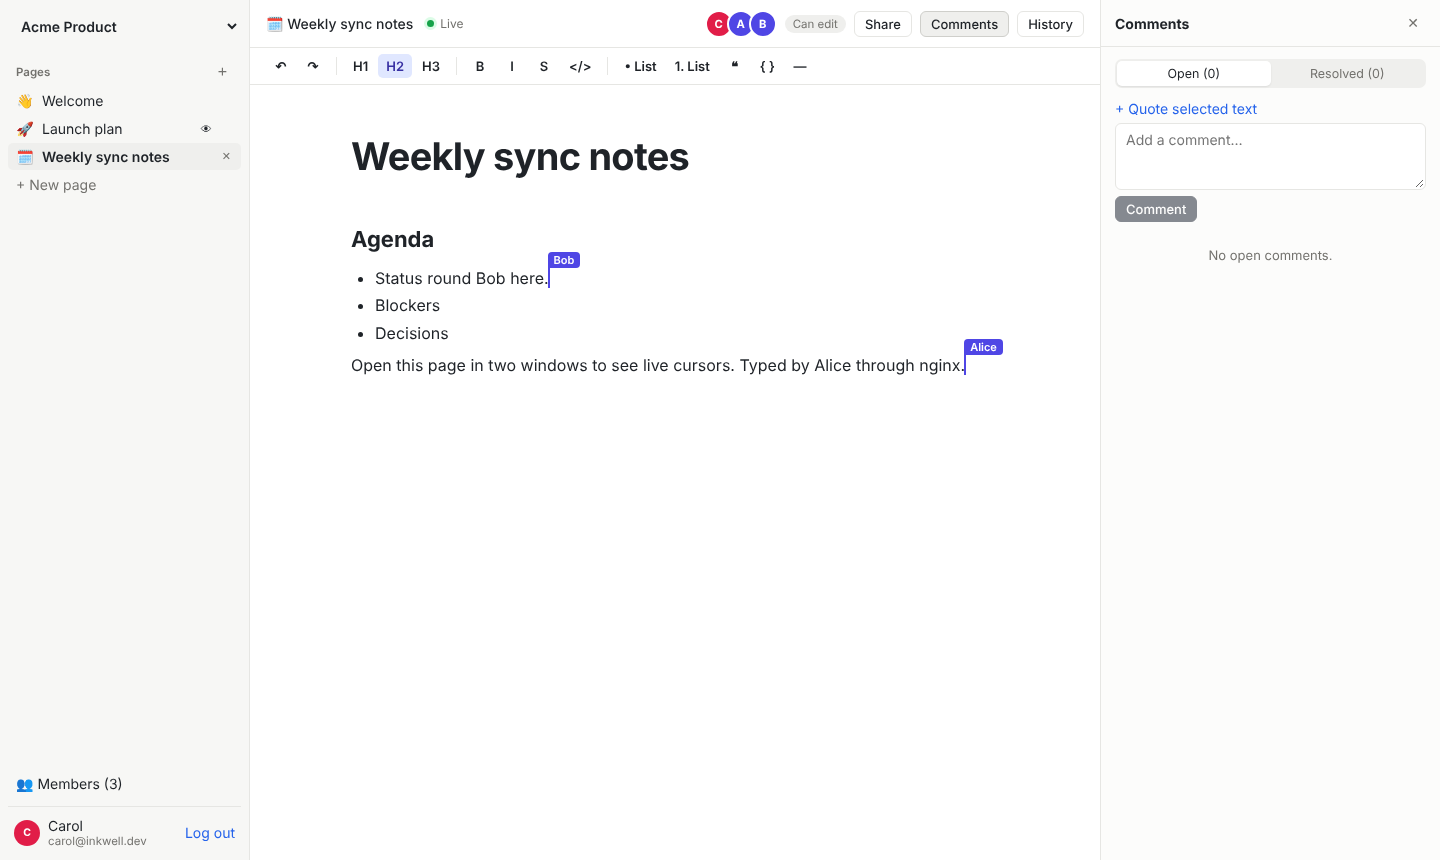 Acme Product
Pages +
👋 Welcome
🚀 Launch plan 👁
🗓️ Weekly sync notes ×
+ New page
👥 Members (3)
C
Carol
carol@inkwell.dev
Log out
🗓️ Weekly sync notes Live C A B Can edit Share Comments History
↶ ↷ H1 H2 H3 B I S </> • List 1. List ❝ { } —
Weekly sync notes
Agenda
Bob
• Status round Bob here.
• Blockers
• Decisions
Alice
Open this page in two windows to see live cursors. Typed by Alice through nginx.
Comments ×
Open (0) Resolved (0)
+ Quote selected text
Add a comment...
Comment
No open comments.